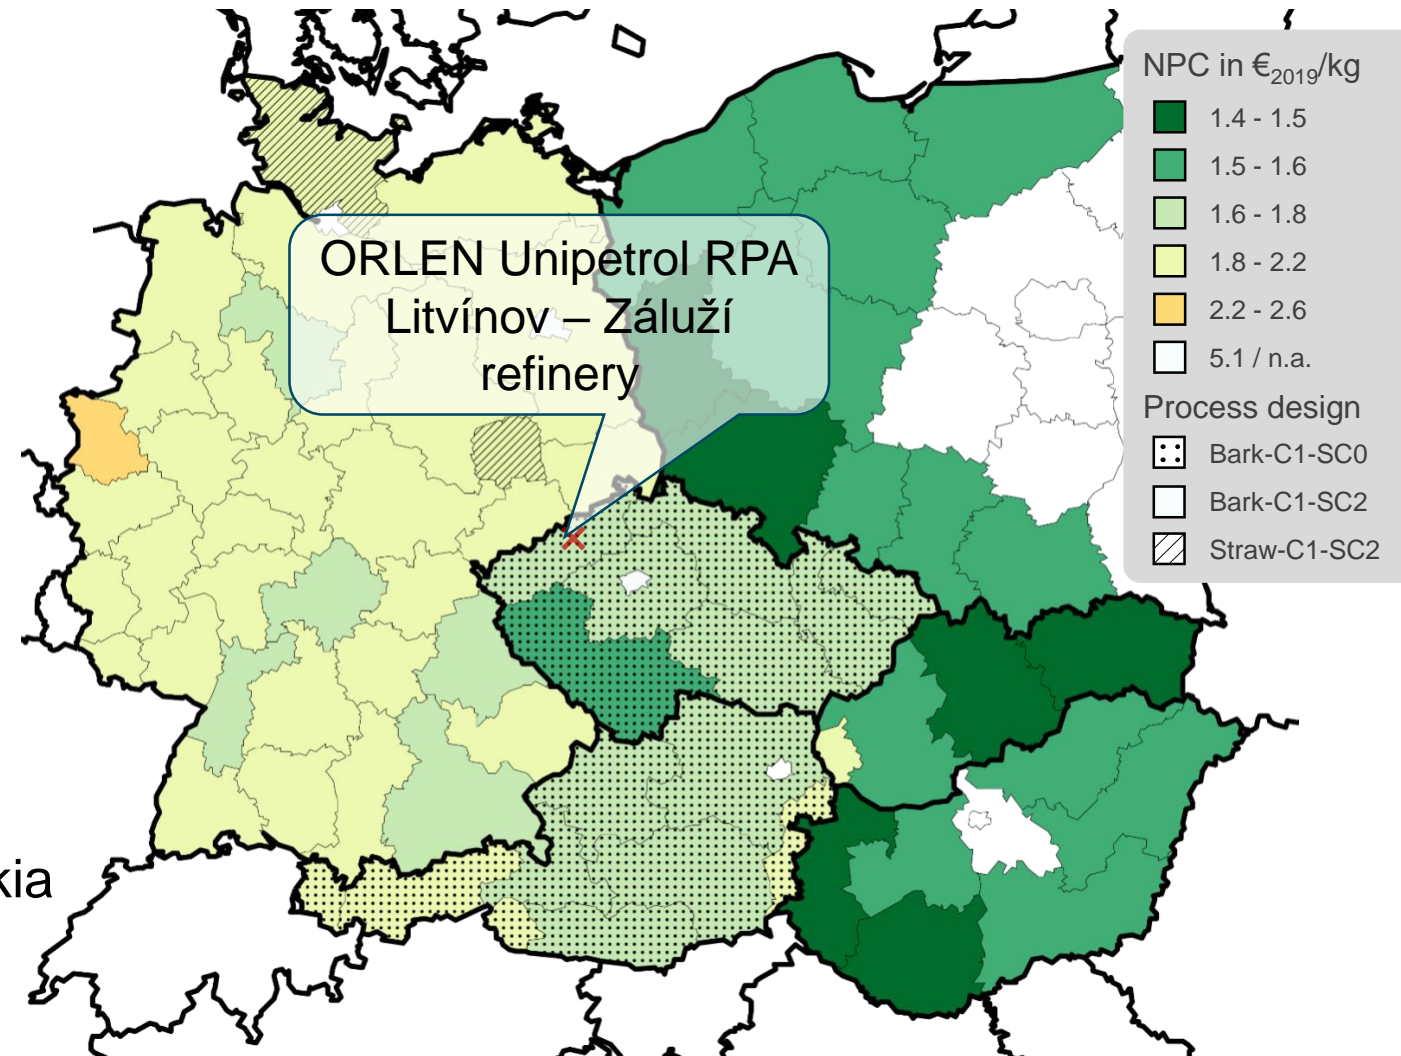 NPC in €2019/kg
1.4 - 1.5
1.5 - 1.6
1.6 - 1.8
1.8 - 2.2
2.2 - 2.6
5.1 / n.a.
Process design
Bark-C1-SC0
Bark-C1-SC2
Straw-C1-SC2
ORLEN Unipetrol RPA
Litvínov – Záluží
refinery
kia